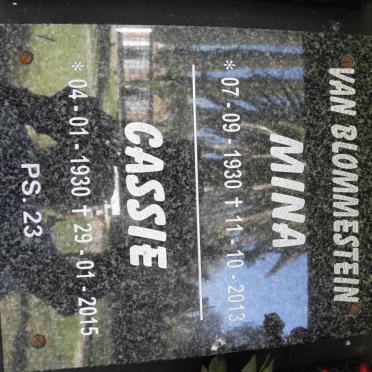 VAN BLOMMESTEIN
MINA
* 07 - 09 - 1930 † 11 - 10 - 2013
CASSIE
* 04 - 01 - 1930 † 29 - 01 - 2015
PS. 23